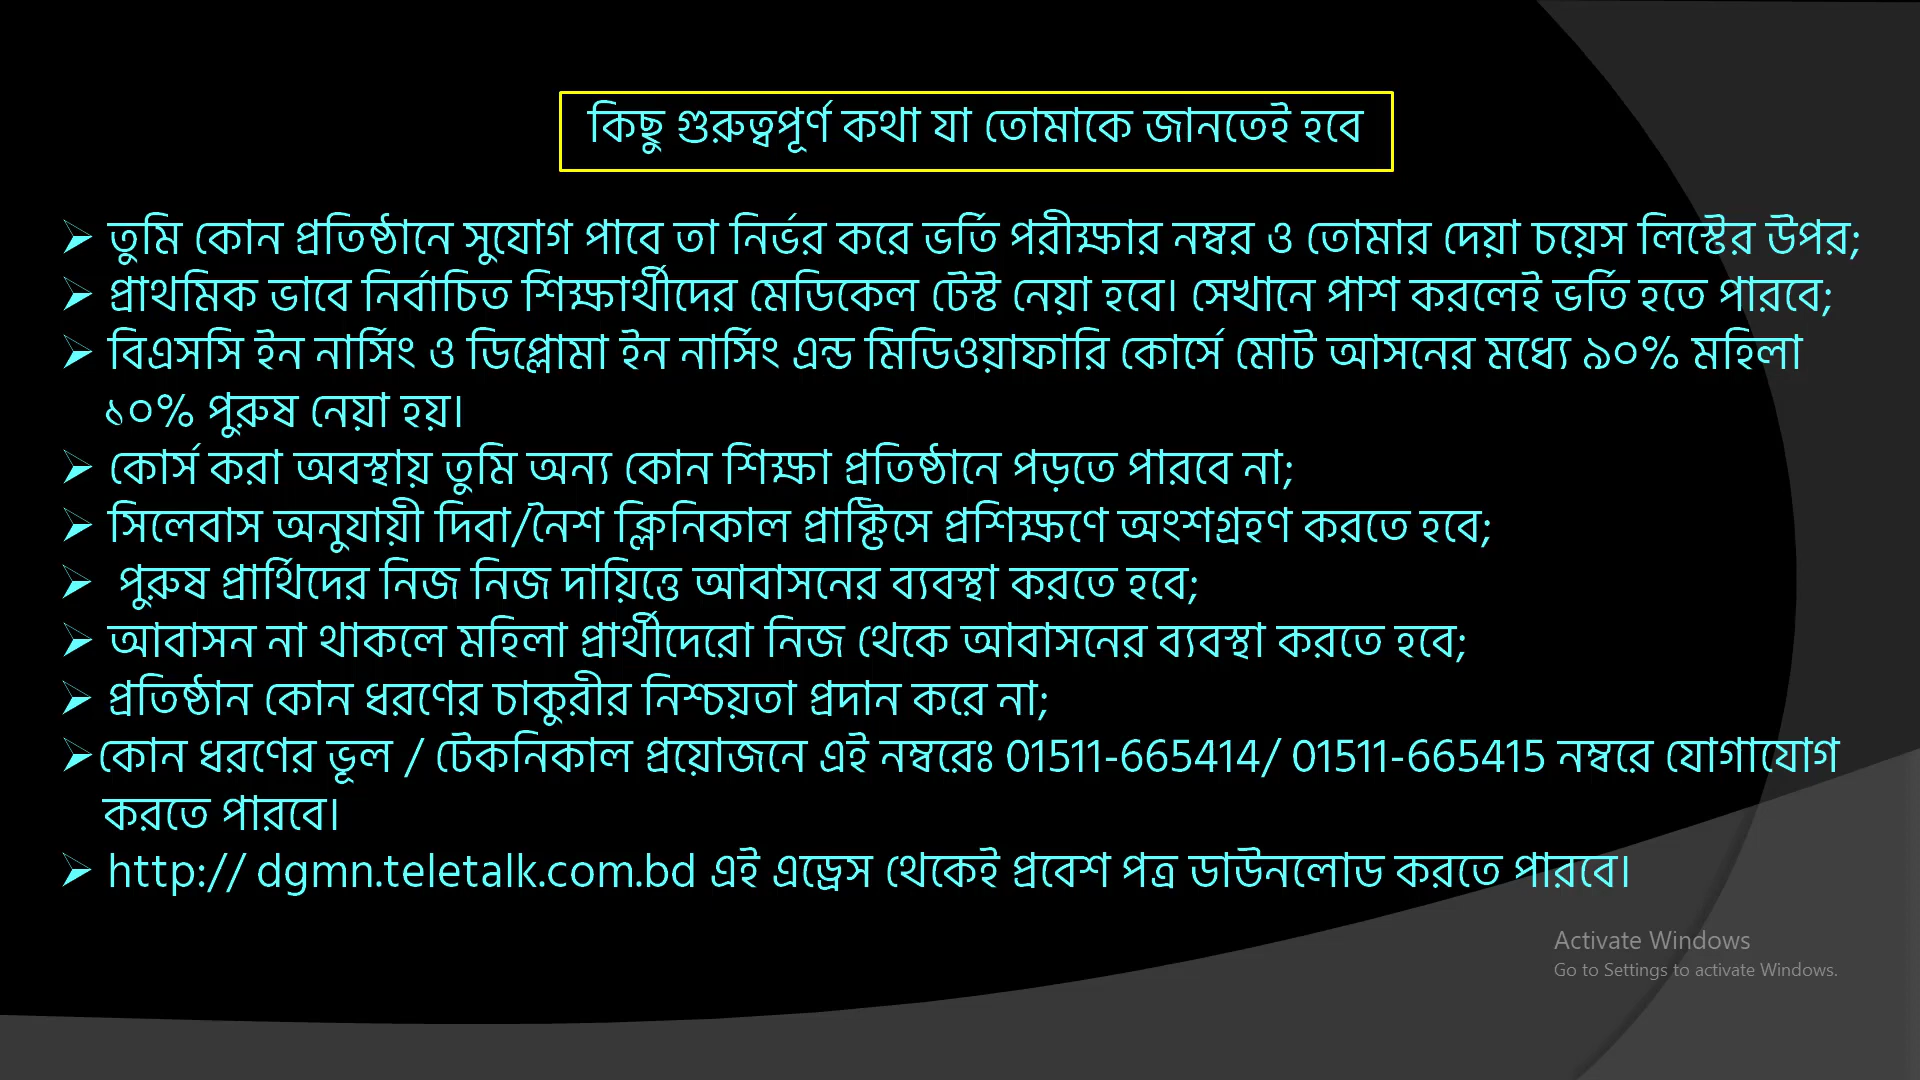 কিছু গুরুত্বপূর্ণ কথা যা তোমাকে জানতেই হবে
➢ তুমি কোন প্রতিষ্ঠানে সুযোগ পাবে তা নির্ভর করে ভর্তি পরীক্ষার নম্বর ও তোমার দেয়া চয়েস লিস্টের উপর;
➢ প্রাথমিক ভাবে নির্বাচিত শিক্ষার্থীদের মেডিকেল টেস্ট নেয়া হবে। সেখানে পাশ করলেই ভর্তি হতে পারবে;
➢ বিএসসি ইন নার্সিং ও ডিপ্লোমা ইন নার্সিং এন্ড মিডিওয়াফারি কোর্সে মোট আসনের মধ্যে ৯০% মহিলা
১০% পুরুষ নেয়া হয়।
➢ কোর্স করা অবস্থায় তুমি অন্য কোন শিক্ষা প্রতিষ্ঠানে পড়তে পারবে না;
➢ সিলেবাস অনুযায়ী দিবা/নৈশ ক্লিনিকাল প্রাক্টিসে প্রশিক্ষণে অংশগ্রহণ করতে হবে;
➢ পুরুষ প্রার্থিদের নিজ নিজ দায়িত্তে আবাসনের ব্যবস্থা করতে হবে;
➢ আবাসন না থাকলে মহিলা প্রার্থীদেরো নিজ থেকে আবাসনের ব্যবস্থা করতে হবে;
➢ প্রতিষ্ঠান কোন ধরণের চাকুরীর নিশ্চয়তা প্রদান করে না;
➢কোন ধরণের ভূল / টেকনিকাল প্রয়োজনে এই নম্বরেঃ 01511-665414/ 01511-665415 নম্বরে যোগাযোগ
করতে পারবে।
➢ http:// dgmn.teletalk.com.bd এই এড্রেস থেকেই প্রবেশ পত্র ডাউনলোড করতে পারবে।
Activate Windows
Go to Settings to activate Windows.